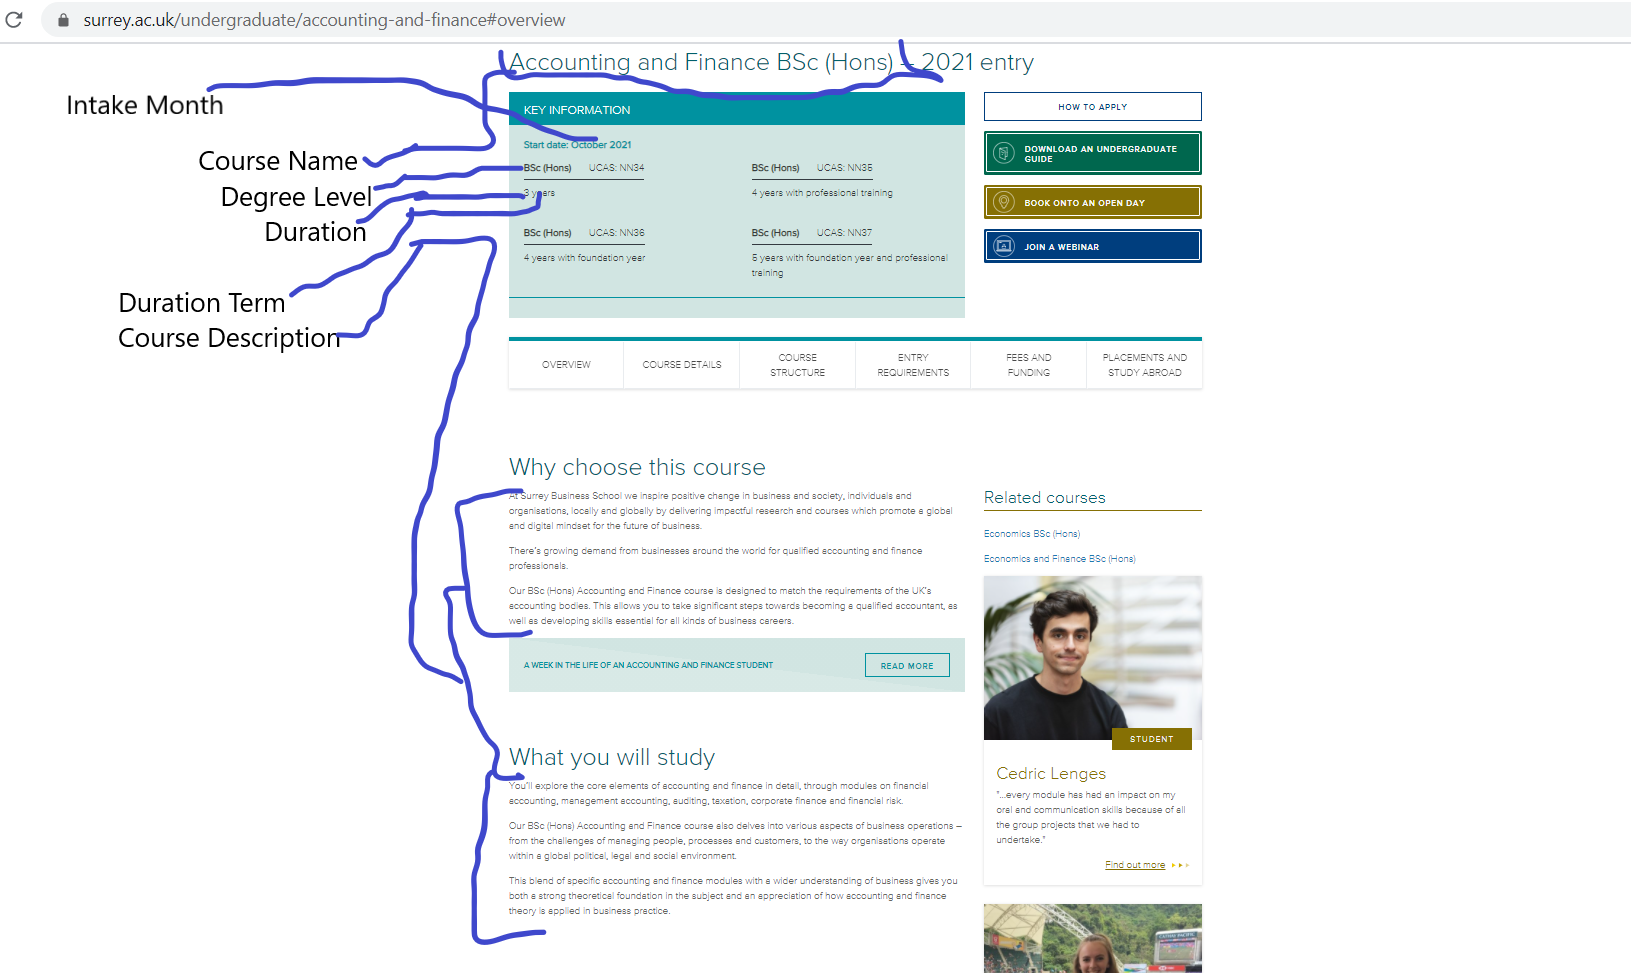 surrey.ac.uk/undergraduate/accounting-and-finance#overview
Accounting and Finance BSc (Hons) – 2021 entry
Intake Month
Course Name
Degree Level
Duration
Duration Term
Course Description
KEY INFORMATION
Start date: October 2021
BSc (Hons) UCAS: NN34
3 years
BSc (Hons) UCAS: NN35
4 years with professional training
BSc (Hons) UCAS: NN36
4 years with foundation year
BSc (Hons) UCAS: NN37
5 years with foundation year and professional
training
HOW TO APPLY
DOWNLOAD AN UNDERGRADUATE
GUIDE
BOOK ONTO AN OPEN DAY
JOIN A WEBINAR
OVERVIEW
COURSE DETAILS
COURSE
STRUCTURE
ENTRY
REQUIREMENTS
FEES AND
FUNDING
PLACEMENTS AND
STUDY ABROAD
Why choose this course
At Surrey Business School we inspire positive change in business and society, individuals and
organisations, locally and globally by delivering impactful research and courses which promote a global
and digital mindset for the future of business.
There's growing demand from businesses around the world for qualified accounting and finance
professionals.
Our BSc (Hons) Accounting and Finance course is designed to match the requirements of the UK's
accounting bodies. This allows you to take significant steps towards becoming a qualified accountant, as
well as developing skills essential for all kinds of business careers.
A WEEK IN THE LIFE OF AN ACCOUNTING AND FINANCE STUDENT
READ MORE
What you will study
You'll explore the core elements of accounting and finance in detail, through modules on financial
accounting, management accounting, auditing, taxation, corporate finance and financial risk.
Our BSc (Hons) Accounting and Finance course also delves into various aspects of business operations –
from the challenges of managing people, processes and customers, to the way organisations operate
within a global political, legal and social environment.
This blend of specific accounting and finance modules with a wider understanding of business gives you
both a strong theoretical foundation in the subject and an appreciation of how accounting and finance
theory is applied in business practice.
Related courses
Economics BSc (Hons)
Economics and Finance BSc (Hons)
STUDENT
Cedric Lenges
"...every module has had an impact on my
oral and communication skills because of all
the group projects that we had to
undertake."
Find out more